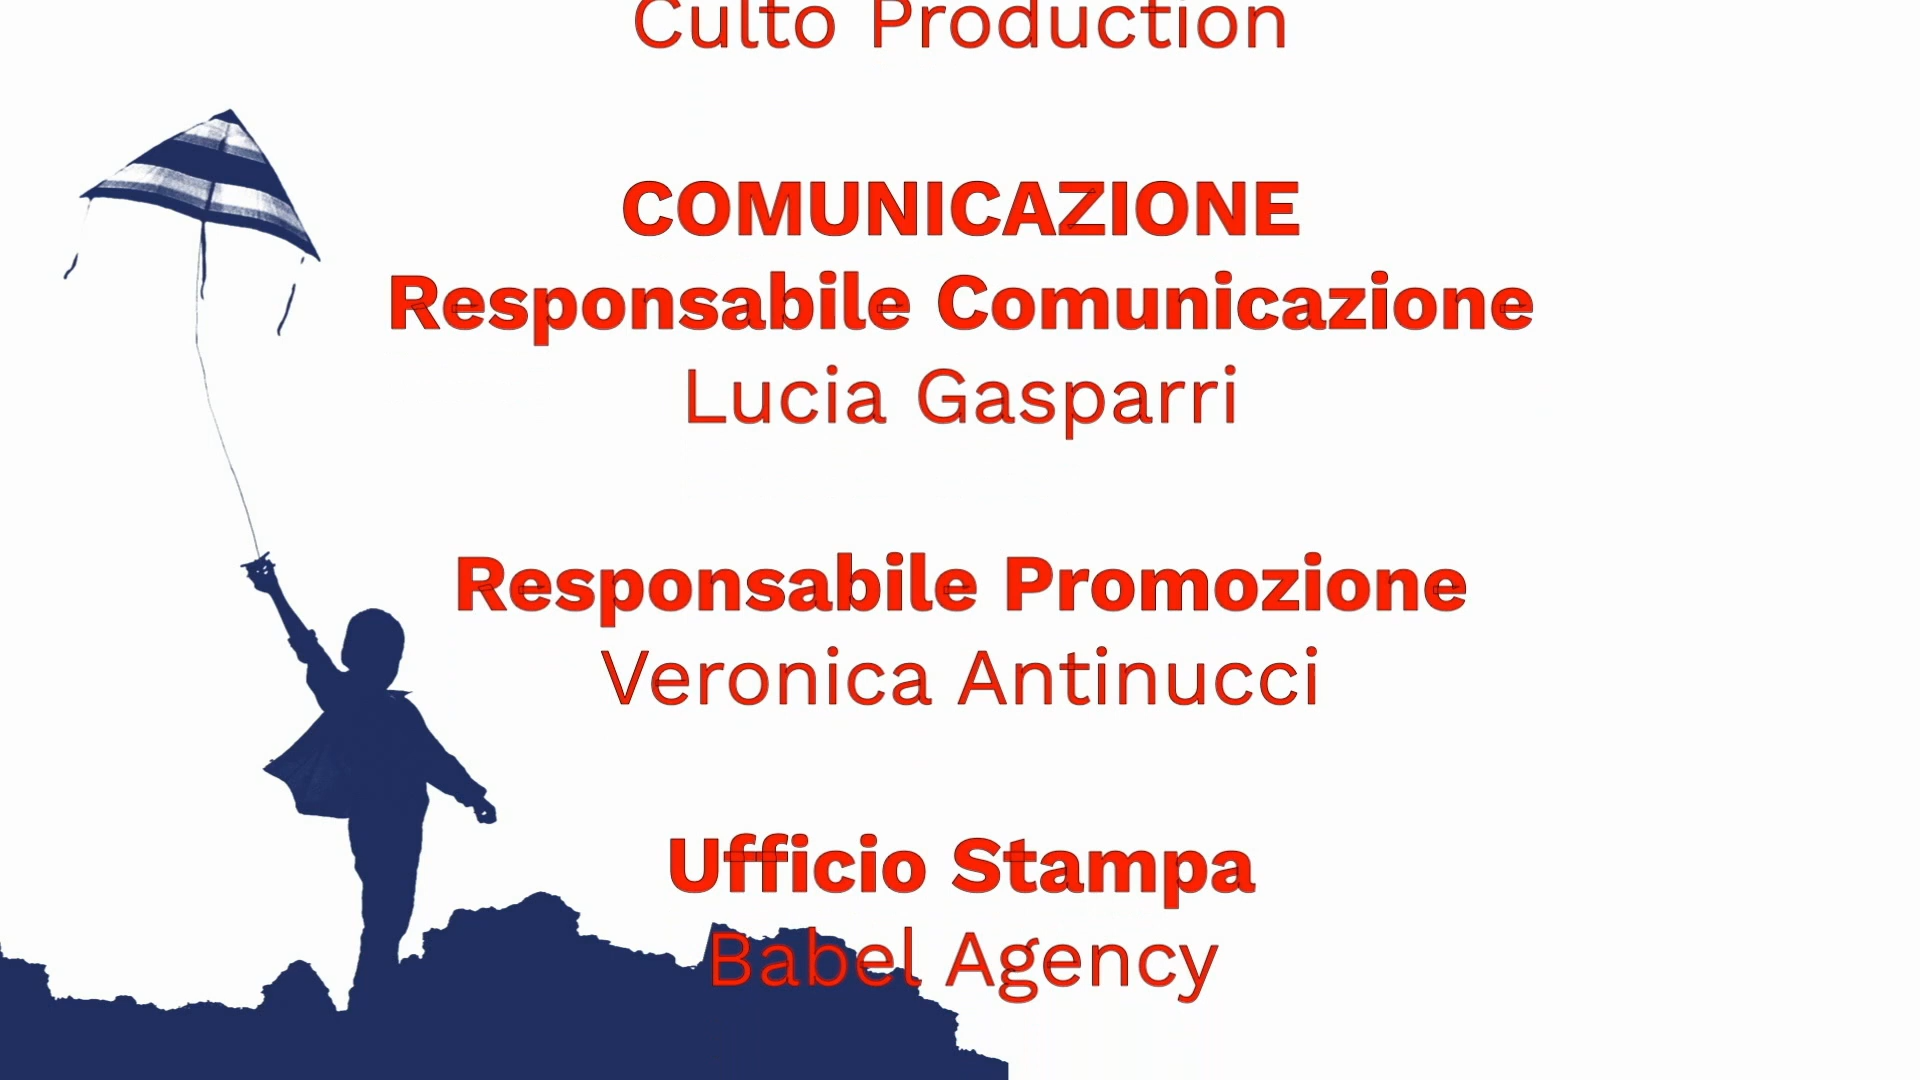 Culto Production
COMUNICAZIONE
Responsabile Comunicazione
Lucia Gasparri
Responsabile Promozione
Veronica Antinucci
Ufficio Stampa
Babel Agency